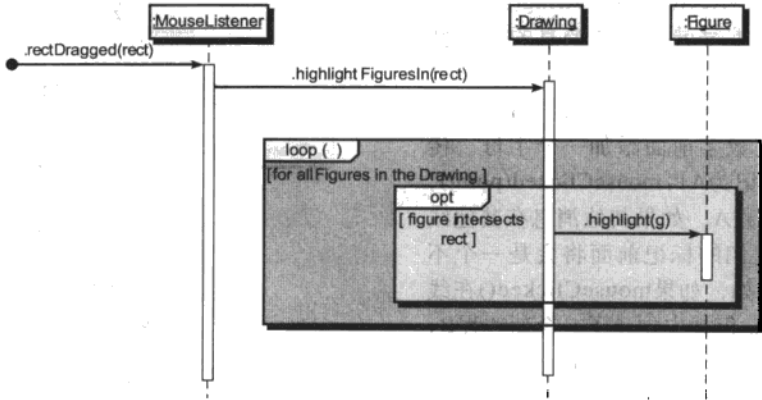 :MouseListener
:Drawing
:Figure
.rectDragged(rect)
.highlight FiguresIn(rect)
loop ( )
[for all Figures in the Drawing ]
opt
[ figure intersects
rect ]
.highlight(g)